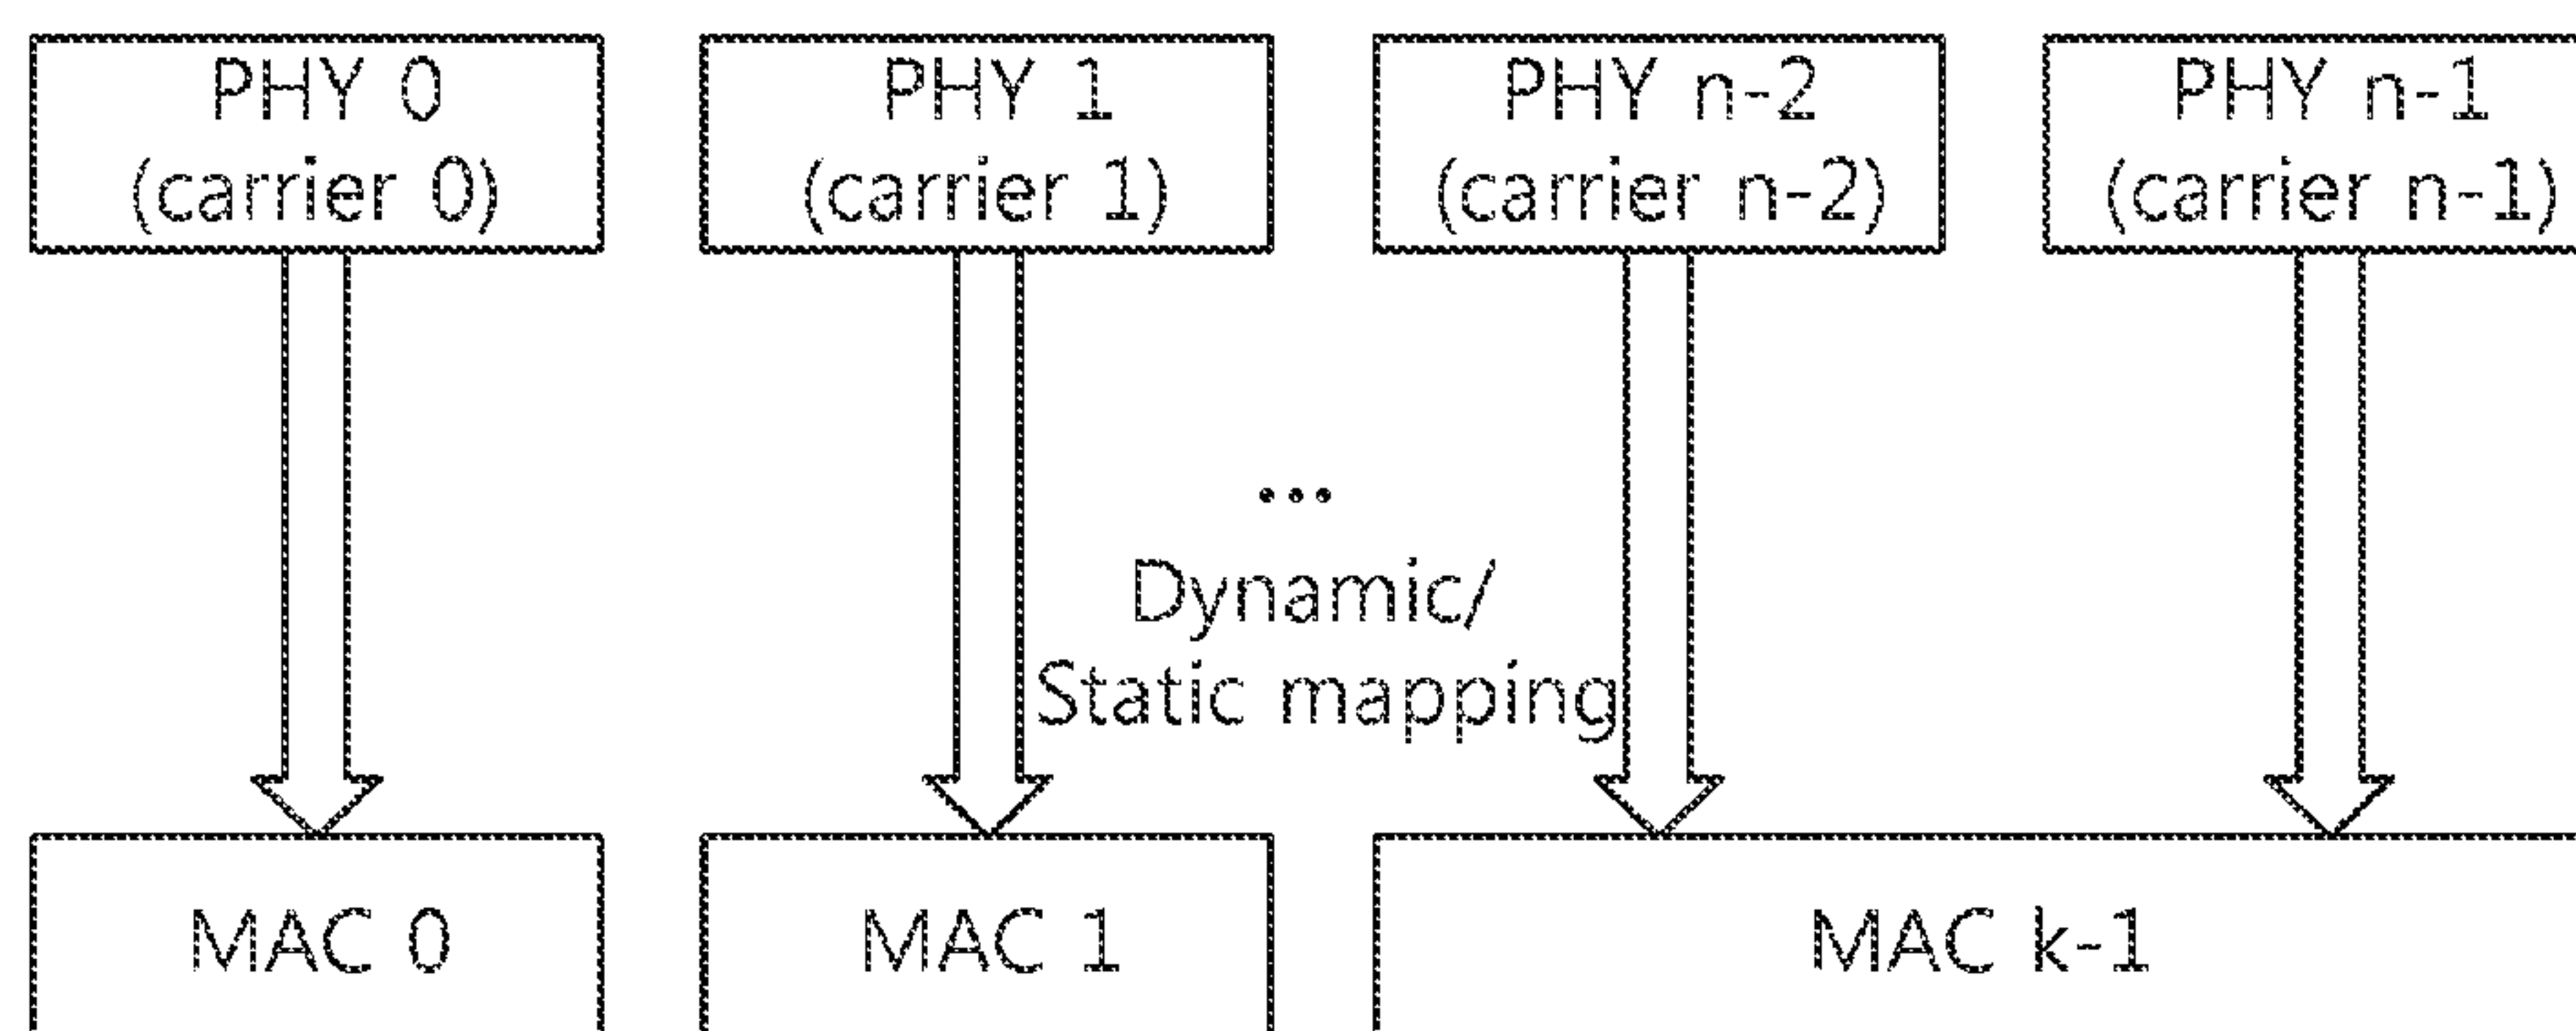 PHY 0
(carrier 0)
PHY 1
(carrier 1)
PHY n-2
(carrier n-2)
PHY n-1
(carrier n-1)
...
Dynamic/
Static mapping
MAC 0
MAC 1
MAC k-1